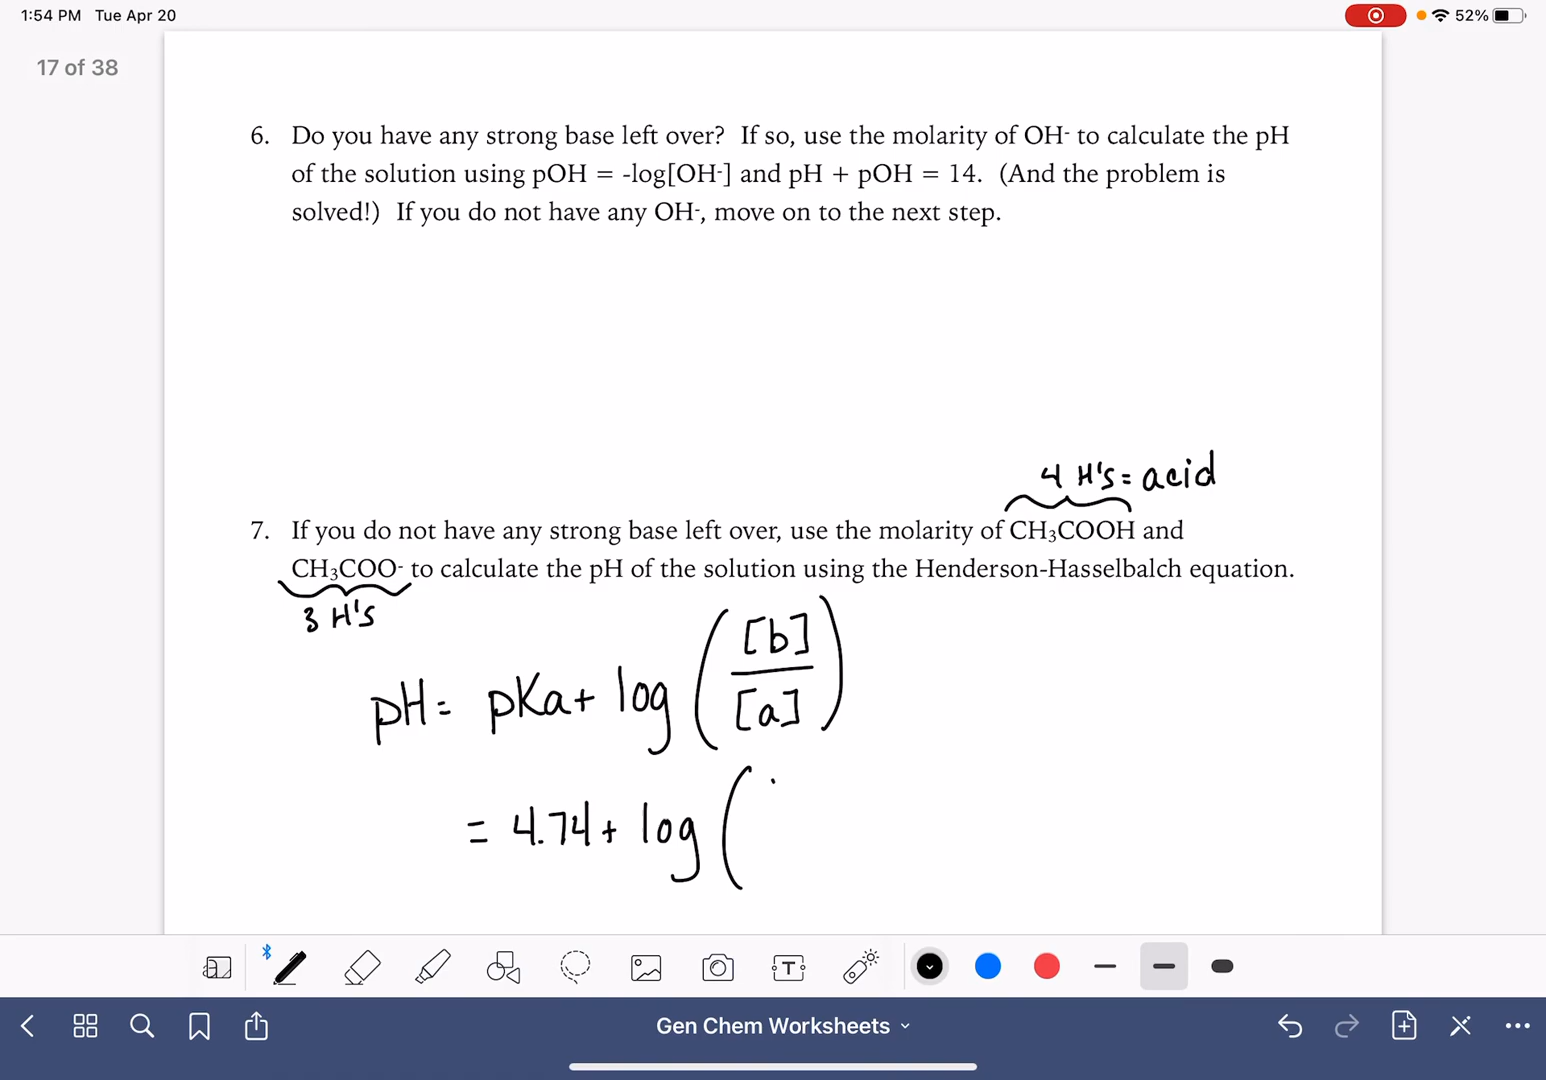 1:54 PM Tue Apr 20
52%
17 of 38
6. Do you have any strong base left over? If so, use the molarity of OH⁻ to calculate the pH
of the solution using pOH = -log[OH⁻] and pH + pOH = 14. (And the problem is
solved!) If you do not have any OH⁻, move on to the next step.
4 H's = acid
7. If you do not have any strong base left over, use the molarity of CH₃COOH and
CH₃COO⁻ to calculate the pH of the solution using the Henderson-Hasselbalch equation.
3 H's
pH = pKa + log ( [b] / [a] )
= 4.74 + log ( .
a
T
Gen Chem Worksheets